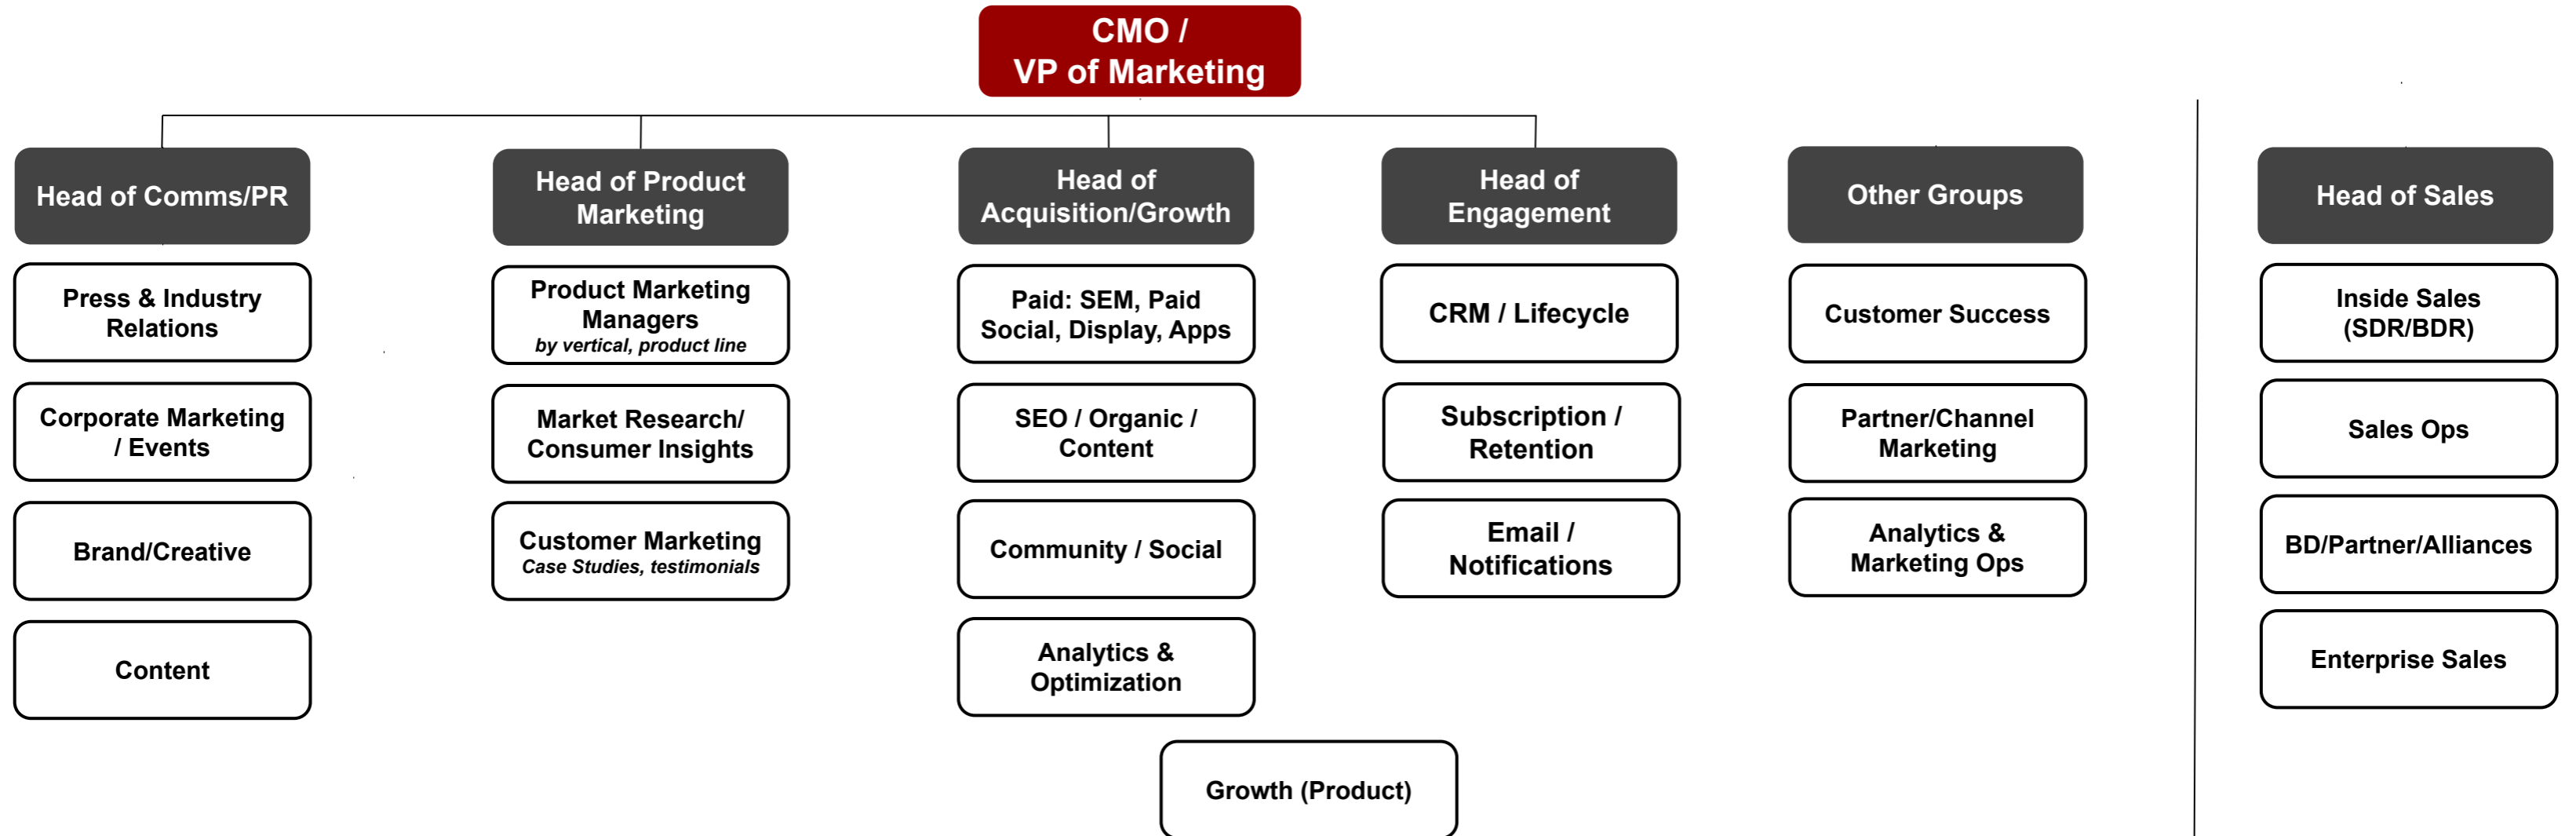 CMO /
VP of Marketing
Head of Comms/PR
Press & Industry
Relations
Corporate Marketing
/ Events
Brand/Creative
Content
Head of Product
Marketing
Product Marketing
Managers
by vertical, product line
Market Research/
Consumer Insights
Customer Marketing
Case Studies, testimonials
Head of
Acquisition/Growth
Paid: SEM, Paid
Social, Display, Apps
SEO / Organic /
Content
Community / Social
Analytics &
Optimization
Head of
Engagement
CRM / Lifecycle
Subscription /
Retention
Email /
Notifications
Growth (Product)
Other Groups
Customer Success
Partner/Channel
Marketing
Analytics &
Marketing Ops
Head of Sales
Inside Sales
(SDR/BDR)
Sales Ops
BD/Partner/Alliances
Enterprise Sales